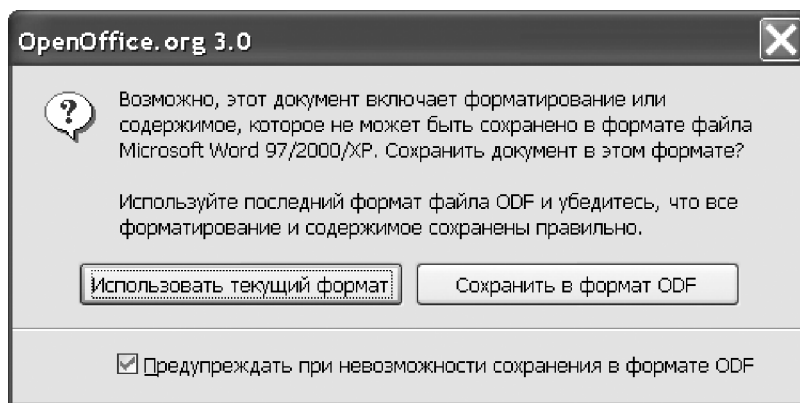 OpenOffice.org 3.0
Возможно, этот документ включает форматирование или
содержимое, которое не может быть сохранено в формате файла
Microsoft Word 97/2000/XP. Сохранить документ в этом формате?
Используйте последний формат файла ODF и убедитесь, что все
форматирование и содержимое сохранены правильно.
Использовать текущий формат
Сохранить в формат ODF
Предупреждать при невозможности сохранения в формате ODF